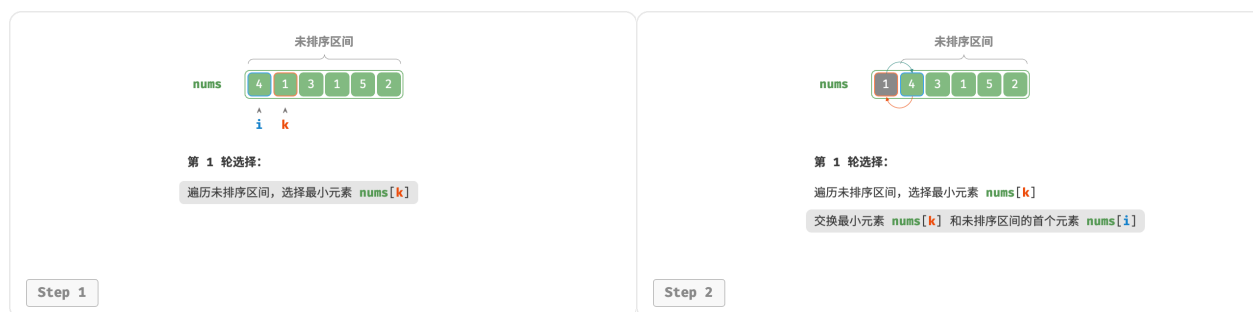 未排序区间
nums 4 1 3 1 5 2
i k
第 1 轮选择：
遍历未排序区间，选择最小元素 nums[k]
Step 1
未排序区间
nums 1 4 3 1 5 2
第 1 轮选择：
遍历未排序区间，选择最小元素 nums[k]
交换最小元素 nums[k] 和未排序区间的首个元素 nums[i]
Step 2